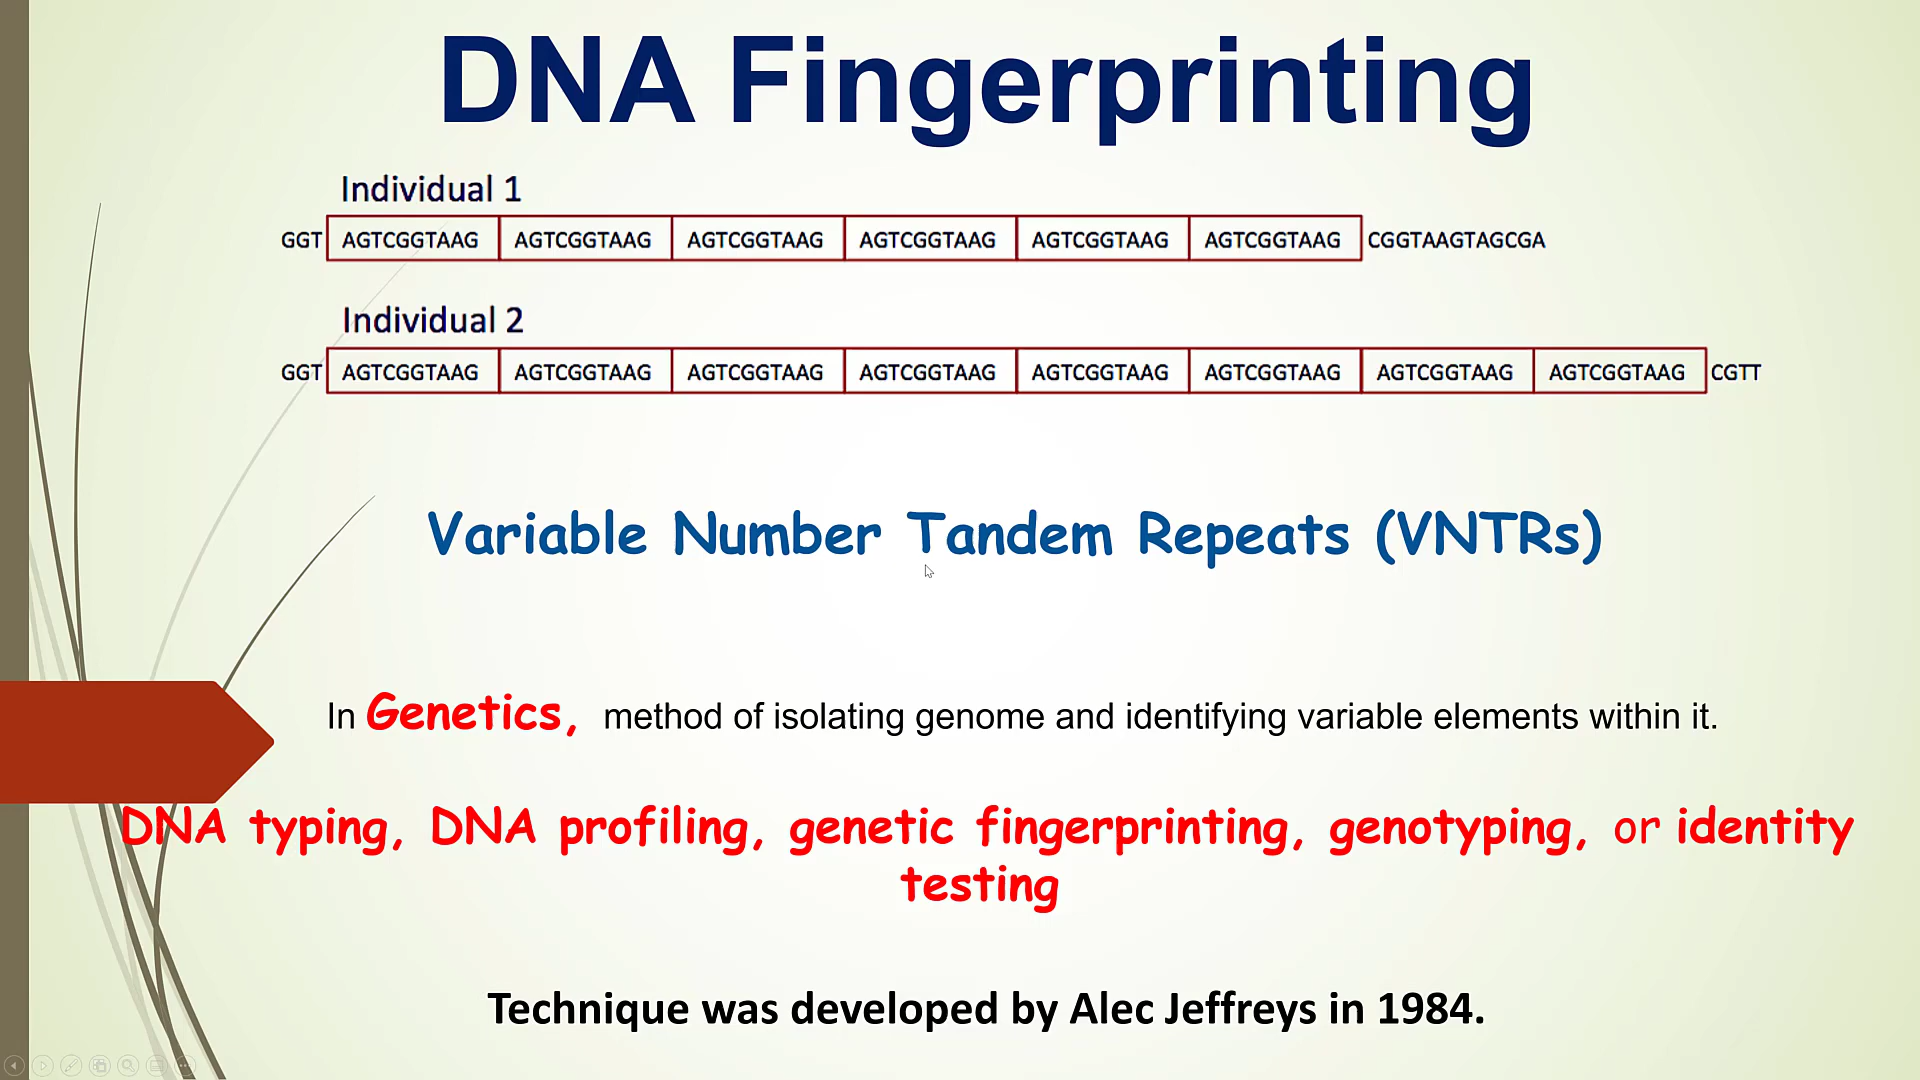 DNA Fingerprinting
Individual 1
GGT AGTCGGTAAG AGTCGGTAAG AGTCGGTAAG AGTCGGTAAG AGTCGGTAAG AGTCGGTAAG CGGTAAGTAGCGA
Individual 2
GGT AGTCGGTAAG AGTCGGTAAG AGTCGGTAAG AGTCGGTAAG AGTCGGTAAG AGTCGGTAAG AGTCGGTAAG AGTCGGTAAG CGTT
Variable Number Tandem Repeats (VNTRs)
In Genetics, method of isolating genome and identifying variable elements within it.
DNA typing, DNA profiling, genetic fingerprinting, genotyping, or identity
testing
Technique was developed by Alec Jeffreys in 1984.